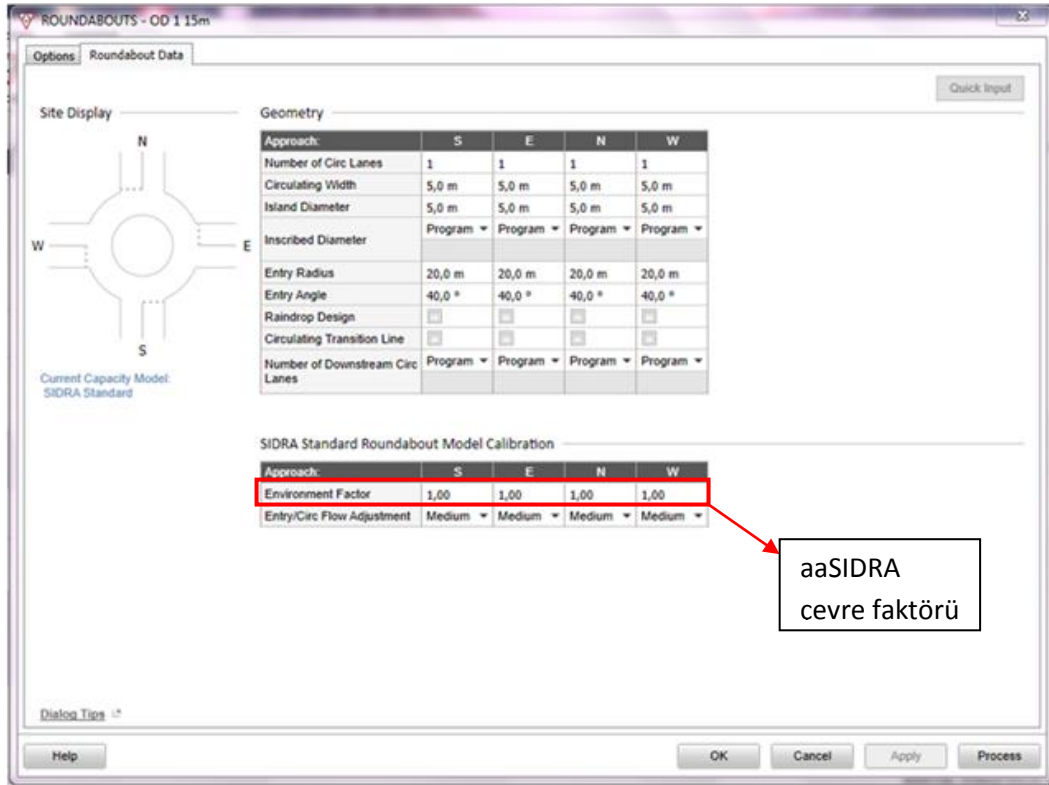 ROUNDABOUTS - OD 1 15m
Options Roundabout Data
Quick Input
Site Display
N
W E
S
Current Capacity Model:
SIDRA Standard
Geometry
Approach: S E N W
Number of Circ Lanes 1 1 1 1
Circulating Width 5,0 m 5,0 m 5,0 m 5,0 m
Island Diameter 5,0 m 5,0 m 5,0 m 5,0 m
Inscribed Diameter Program Program Program Program
Entry Radius 20,0 m 20,0 m 20,0 m 20,0 m
Entry Angle 40,0 ° 40,0 ° 40,0 ° 40,0 °
Raindrop Design
Circulating Transition Line
Number of Downstream Circ Program Program Program Program
Lanes
SIDRA Standard Roundabout Model Calibration
Approach: S E N W
Environment Factor 1,00 1,00 1,00 1,00
Entry/Circ Flow Adjustment Medium Medium Medium Medium
aaSIDRA
cevre faktörü
Dialog Tips
Help OK Cancel Apply Process